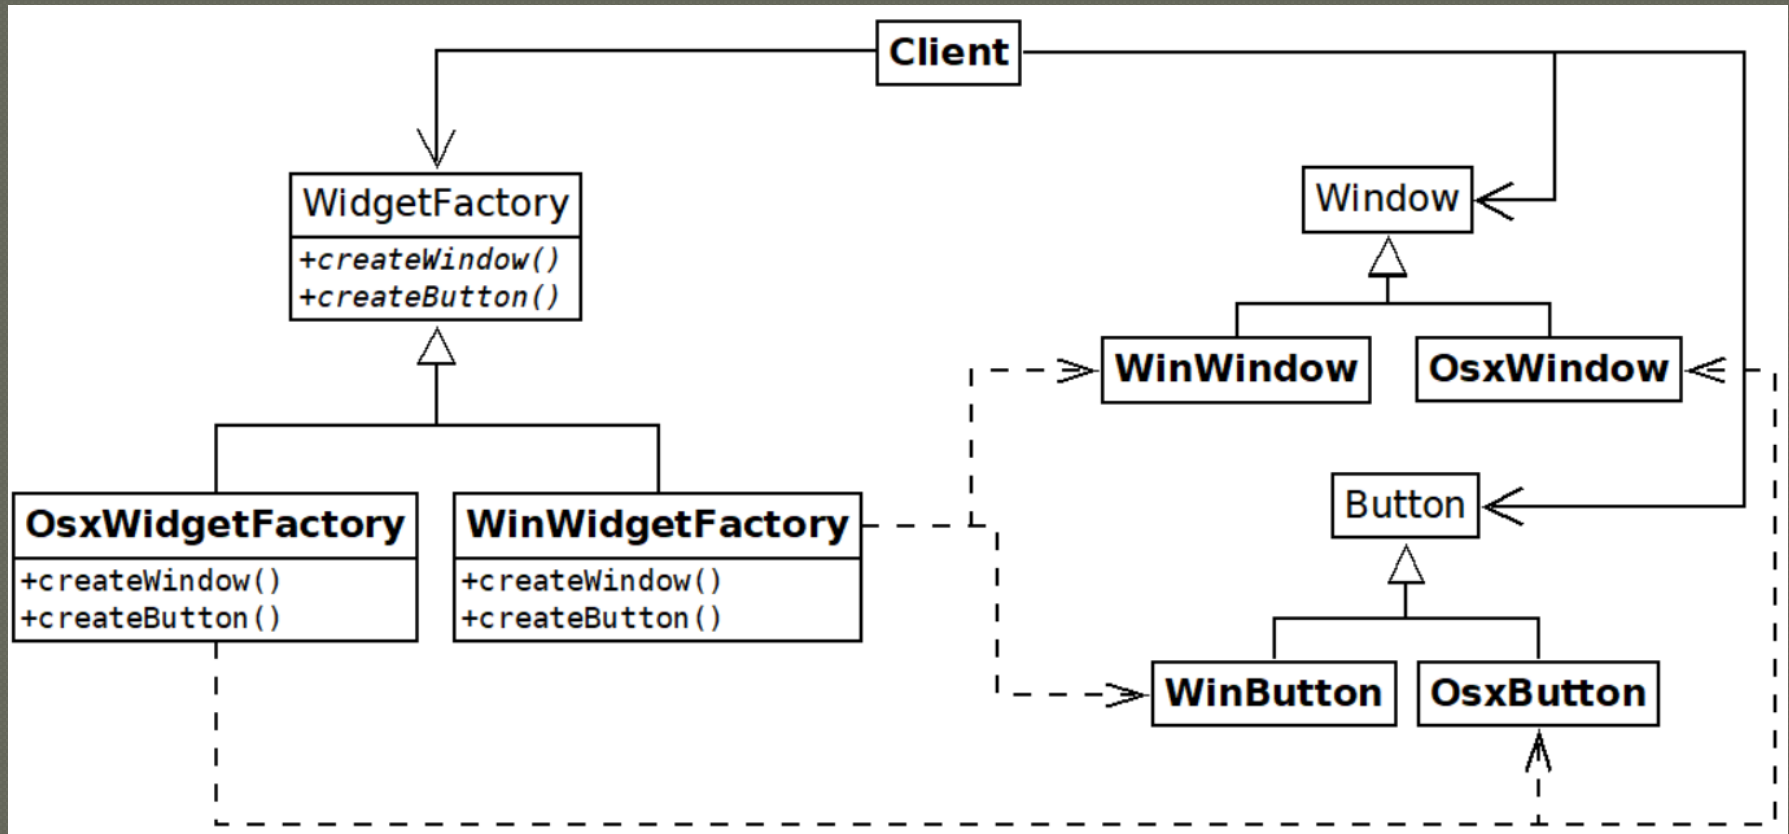 Client
WidgetFactory
+createWindow()
+createButton()
Window
WinWindow
OsxWindow
OsxWidgetFactory
+createWindow()
+createButton()
WinWidgetFactory
+createWindow()
+createButton()
Button
WinButton
OsxButton